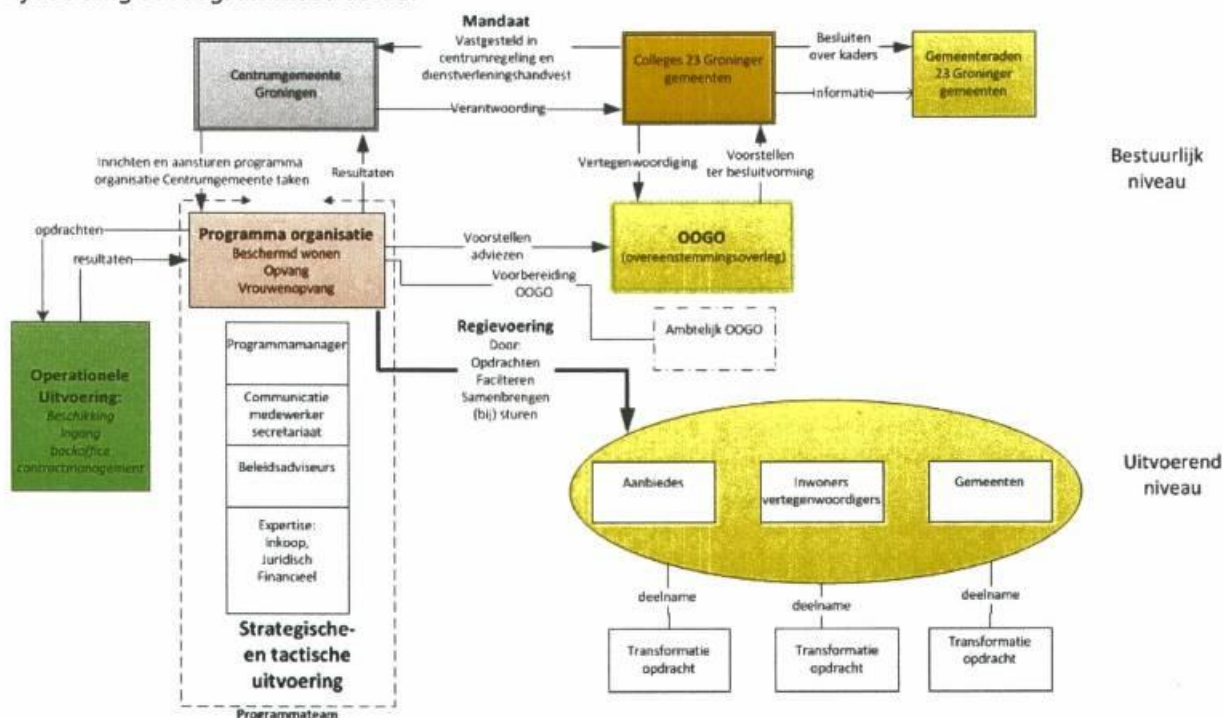 Mandaat
Vastgesteld in
centrumregeling en
dienstverleningshandvest
Centrumgemeente
Groningen
Colleges 23 Groninger
gemeenten
Besluiten
over kaders
Gemeenteraden
23 Groninger
gemeenten
Verantwoording
Informatie
Inrichten en aansturen programma
organisatie Centrumgemeente taken
Resultaten
Vertegenwoordiging
Voorstellen
ter besluitvorming
Bestuurlijk
niveau
opdrachten
resultaten
Programma organisatie
Beschermd wonen
Opvang
Vrouwenopvang
Voorstellen
adviezen
OOGO
(overeenstemmingsoverleg)
Voorbereiding
OOGO
Ambtelijk OOGO
Operationele
Uitvoering:
Beschikking
Ingang
backoffice
contractmanagement
Programmamanager
Communicatie
medewerker
secretariaat
Beleidsadviseurs
Expertise:
Inkoop,
Juridisch
Financieel
Strategische-
en tactische
uitvoering
Programmateam
Regievoering
Door:
Opdrachten
Faciliteren
Samenbrengen
(bij) sturen
Aanbiedes
Inwoners
vertegenwoordigers
Gemeenten
Uitvoerend
niveau
deelname
deelname
deelname
Transformatie
opdracht
Transformatie
opdracht
Transformatie
opdracht